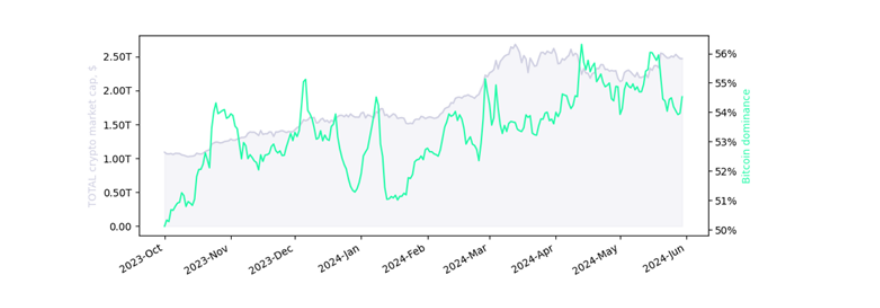 TOTAL crypto market cap, $
2.50T
2.00T
1.50T
1.00T
0.50T
0.00
56%
55%
54%
53%
52%
51%
50%
Bitcoin dominance
2023-Oct
2023-Nov
2023-Dec
2024-Jan
2024-Feb
2024-Mar
2024-Apr
2024-May
2024-Jun